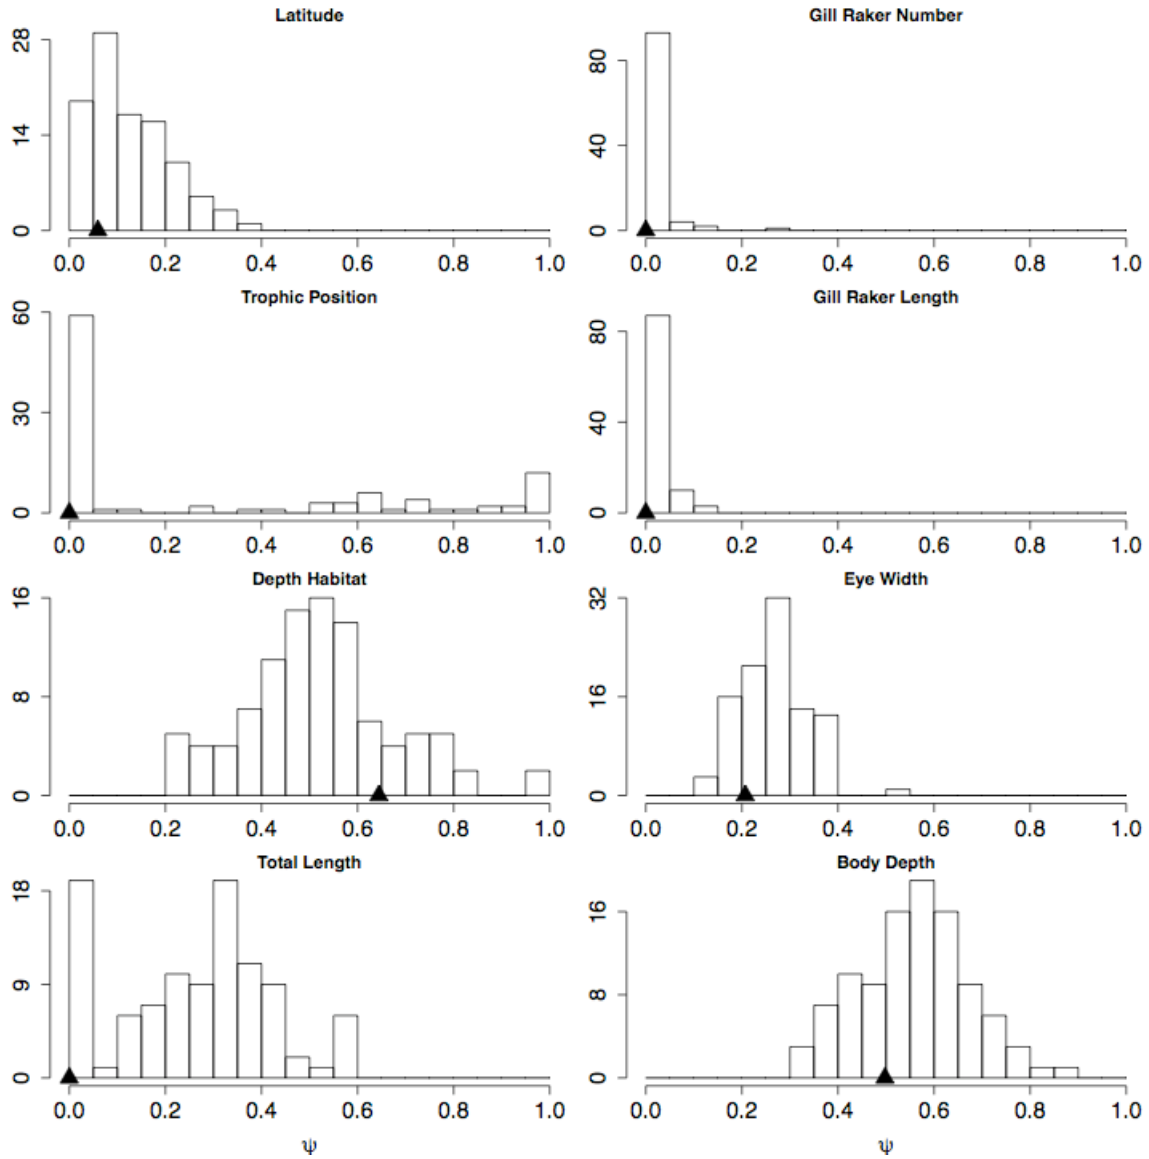 Latitude
28
14
0
0.0 0.2 0.4 0.6 0.8 1.0
Gill Raker Number
80
40
0
0.0 0.2 0.4 0.6 0.8 1.0
Trophic Position
60
30
0
0.0 0.2 0.4 0.6 0.8 1.0
Gill Raker Length
80
40
0
0.0 0.2 0.4 0.6 0.8 1.0
Depth Habitat
16
8
0
0.0 0.2 0.4 0.6 0.8 1.0
Eye Width
32
16
0
0.0 0.2 0.4 0.6 0.8 1.0
Total Length
18
9
0
0.0 0.2 0.4 0.6 0.8 1.0
ψ
Body Depth
16
8
0
0.0 0.2 0.4 0.6 0.8 1.0
ψ